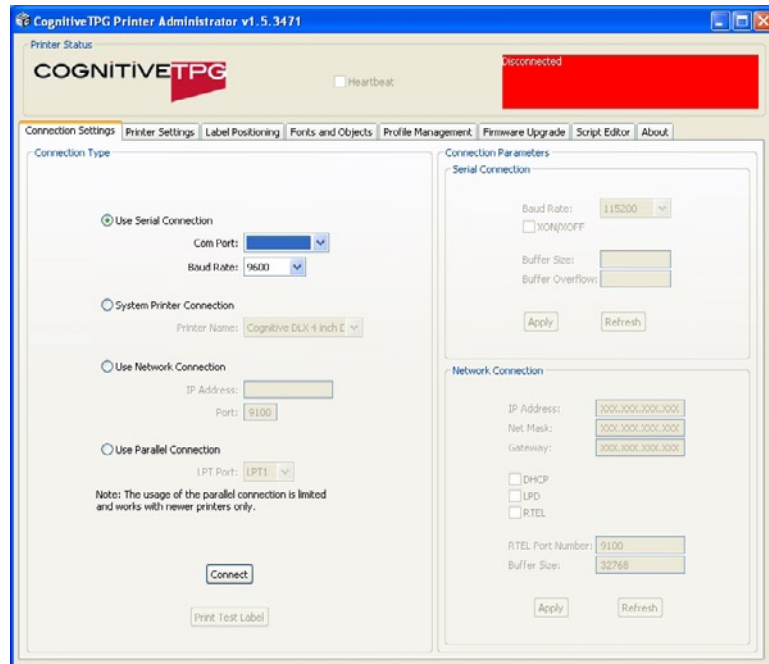 CognitiveTPG Printer Administrator v1.5.3471
Printer Status
COGNITIVETPG
Heartbeat
Disconnected
Connection Settings Printer Settings Label Positioning Fonts and Objects Profile Management Firmware Upgrade Script Editor About
Connection Type
Use Serial Connection
Com Port:
Baud Rate: 9600
System Printer Connection
Printer Name: Cognitive DLX 4 inch D
Use Network Connection
IP Address:
Port: 9100
Use Parallel Connection
LPT Port: LPT1
Note: The usage of the parallel connection is limited
and works with newer printers only.
Connect
Print Test Label
Connection Parameters
Serial Connection
Baud Rate: 115200
XON/XOFF
Buffer Size:
Buffer Overflow:
Apply Refresh
Network Connection
IP Address: XXX.XXX.XXX.XXX
Net Mask: XXX.XXX.XXX.XXX
Gateway: XXX.XXX.XXX.XXX
DHCP
LPD
RTEL
RTEL Port Number: 9100
Buffer Size: 32768
Apply Refresh